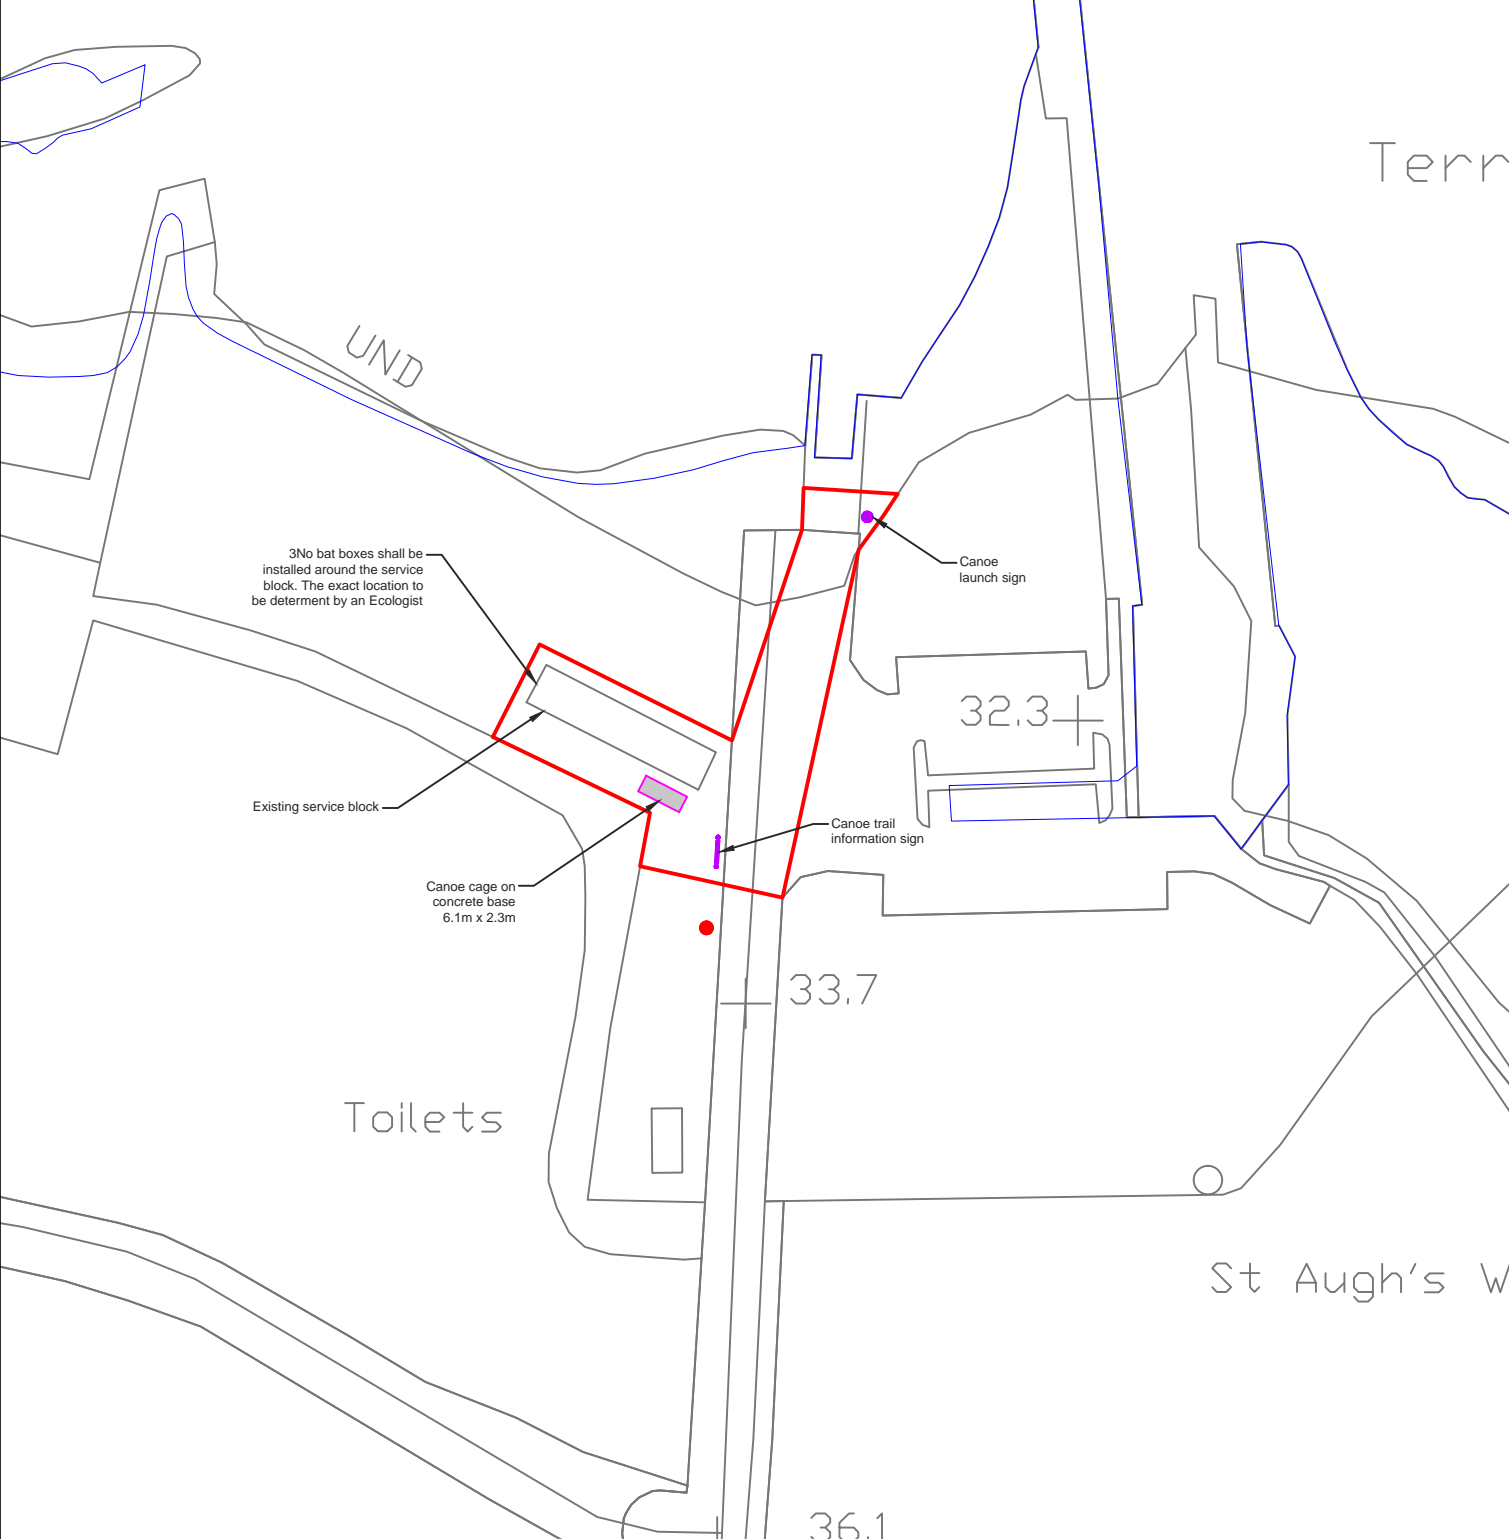 Terr
UND
3No bat boxes shall be
installed around the service
block. The exact location to
be determent by an Ecologist
Canoe
launch sign
32.3
Existing service block
Canoe trail
information sign
Canoe cage on
concrete base
6.1m x 2.3m
33.7
Toilets
St Augh's W
36.1